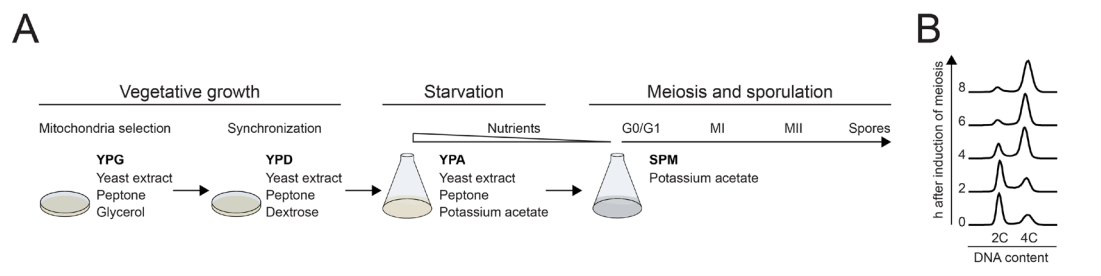 A
B
Vegetative growth
Starvation
Meiosis and sporulation
Mitochondria selection
Synchronization
Nutrients
G0/G1
MI
MII
Spores
YPG
Yeast extract
Peptone
Glycerol
YPD
Yeast extract
Peptone
Dextrose
YPA
Yeast extract
Peptone
Potassium acetate
SPM
Potassium acetate
h after induction of meiosis
8
6
4
2
0
2C 4C
DNA content